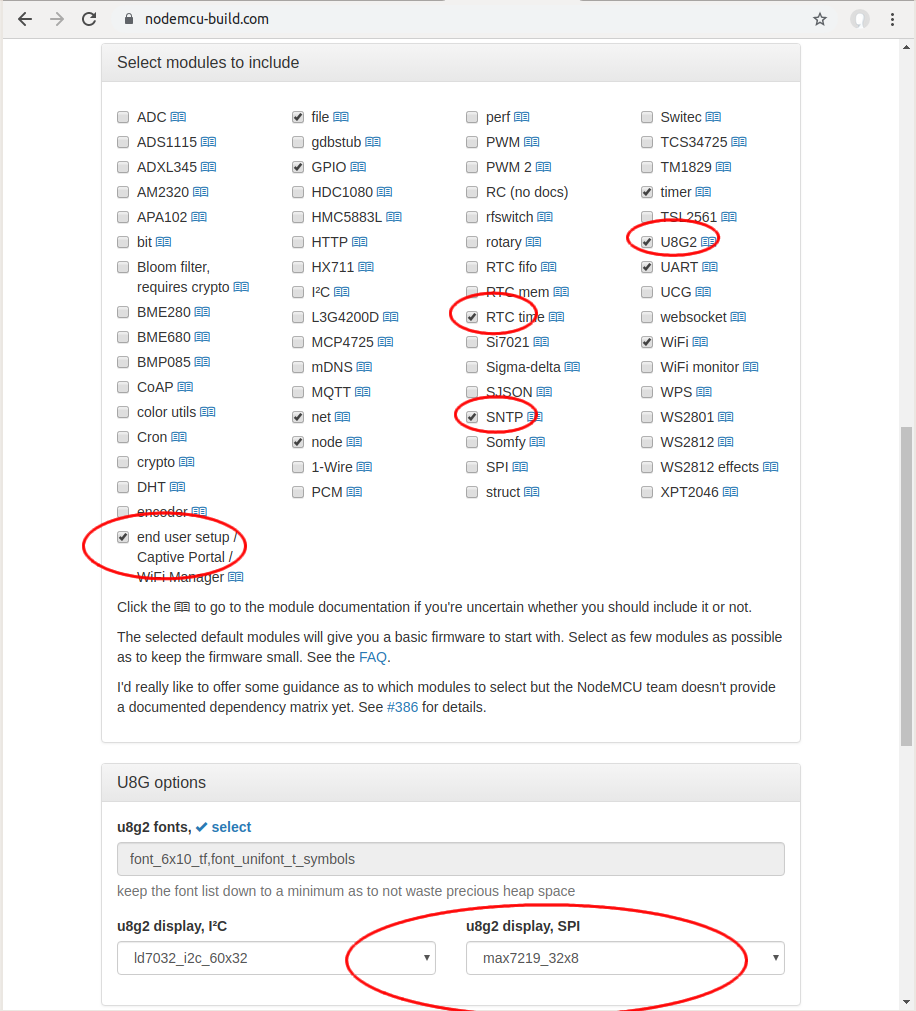 nodemcu-build.com
Select modules to include
ADC
ADS1115
ADXL345
AM2320
APA102
bit
Bloom filter,
requires crypto
BME280
BME680
BMP085
CoAP
color utils
Cron
crypto
DHT
encoder
end user setup /
Captive Portal /
WiFi Manager
file
gdbstub
GPIO
HDC1080
HMC5883L
HTTP
HX711
I²C
L3G4200D
MCP4725
mDNS
MQTT
net
node
1-Wire
PCM
perf
PWM
PWM 2
RC (no docs)
rfswitch
rotary
RTC fifo
RTC mem
RTC time
Si7021
Sigma-delta
SJSON
SNTP
Somfy
SPI
struct
Switec
TCS34725
TM1829
timer
TSL2561
U8G2
UART
UCG
websocket
WiFi
WiFi monitor
WPS
WS2801
WS2812
WS2812 effects
XPT2046
Click the to go to the module documentation if you're uncertain whether you should include it or not.
The selected default modules will give you a basic firmware to start with. Select as few modules as possible
as to keep the firmware small. See the FAQ.
I'd really like to offer some guidance as to which modules to select but the NodeMCU team doesn't provide
a documented dependency matrix yet. See #386 for details.
U8G options
u8g2 fonts, ✔ select
font_6x10_tf,font_unifont_t_symbols
keep the font list down to a minimum as to not waste precious heap space
u8g2 display, I²C
ld7032_i2c_60x32
u8g2 display, SPI
max7219_32x8